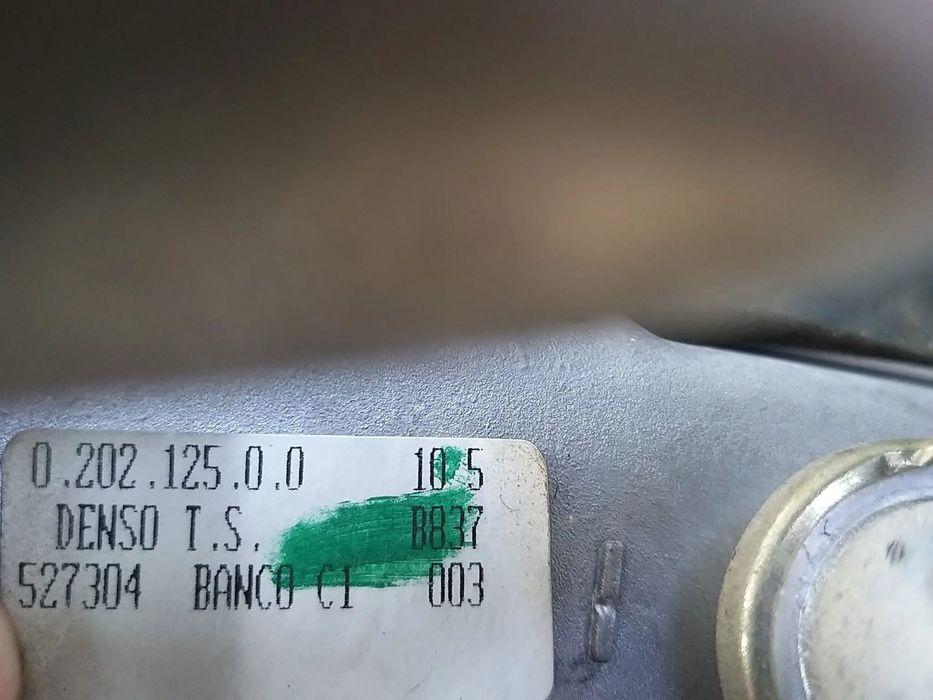 0.202.125.0.0 10 5
DENSO T.S. B837
527304 BANCO C1 003